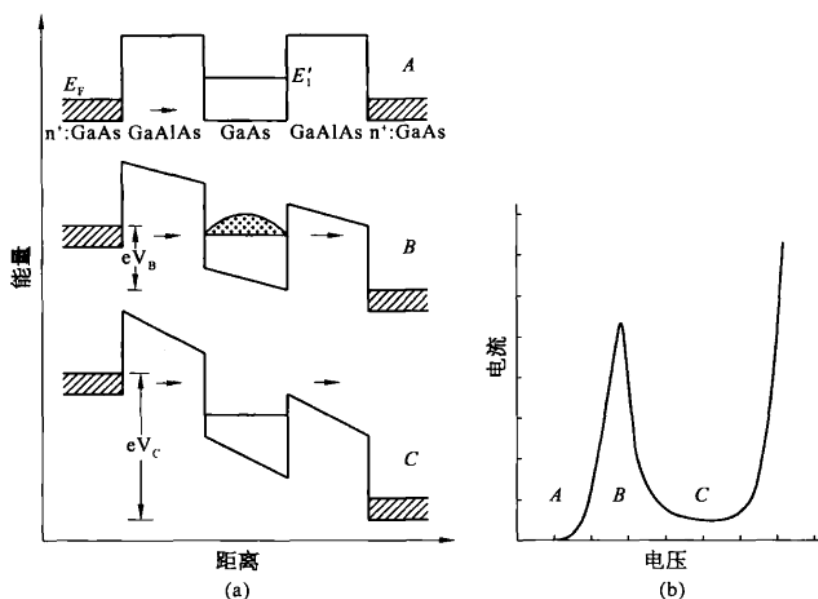 能量
A
E_F
E'_1
n⁺:GaAs GaAlAs GaAs GaAlAs n⁺:GaAs
eV_B
B
eV_C
C
距离
(a)
电流
A B C
电压
(b)